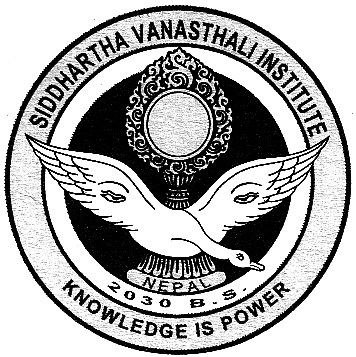 SIDDHARTHA VANASTHALI INSTITUTE
NEPAL
2030 B.S.
KNOWLEDGE IS POWER